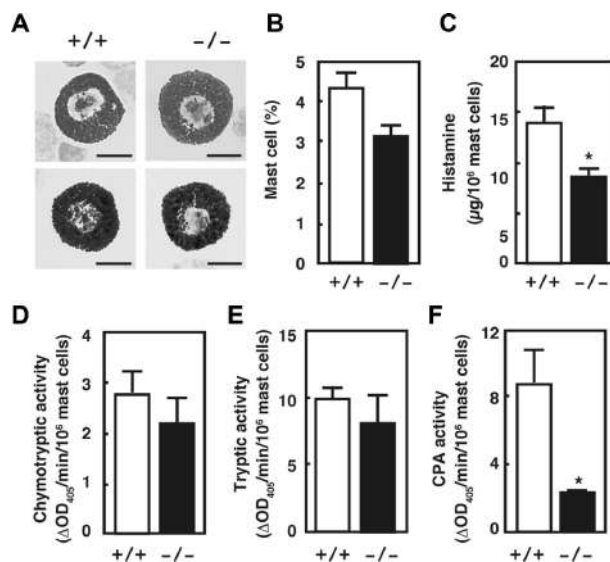 A
+/+ −/−
B
Mast cell (%)
5
4
3
2
1
0
+/+ −/−
C
Histamine
(µg/10⁶ mast cells)
20
15
10
5
0
*
+/+ −/−
D
Chymotryptic activity
(ΔOD₄₀₅/min/10⁶ mast cells)
4
3
2
1
0
+/+ −/−
E
Tryptic activity
(ΔOD₄₀₅/min/10⁶ mast cells)
15
10
5
0
+/+ −/−
F
CPA activity
(ΔOD₄₀₅/min/10⁶ mast cells)
12
8
4
0
*
+/+ −/−